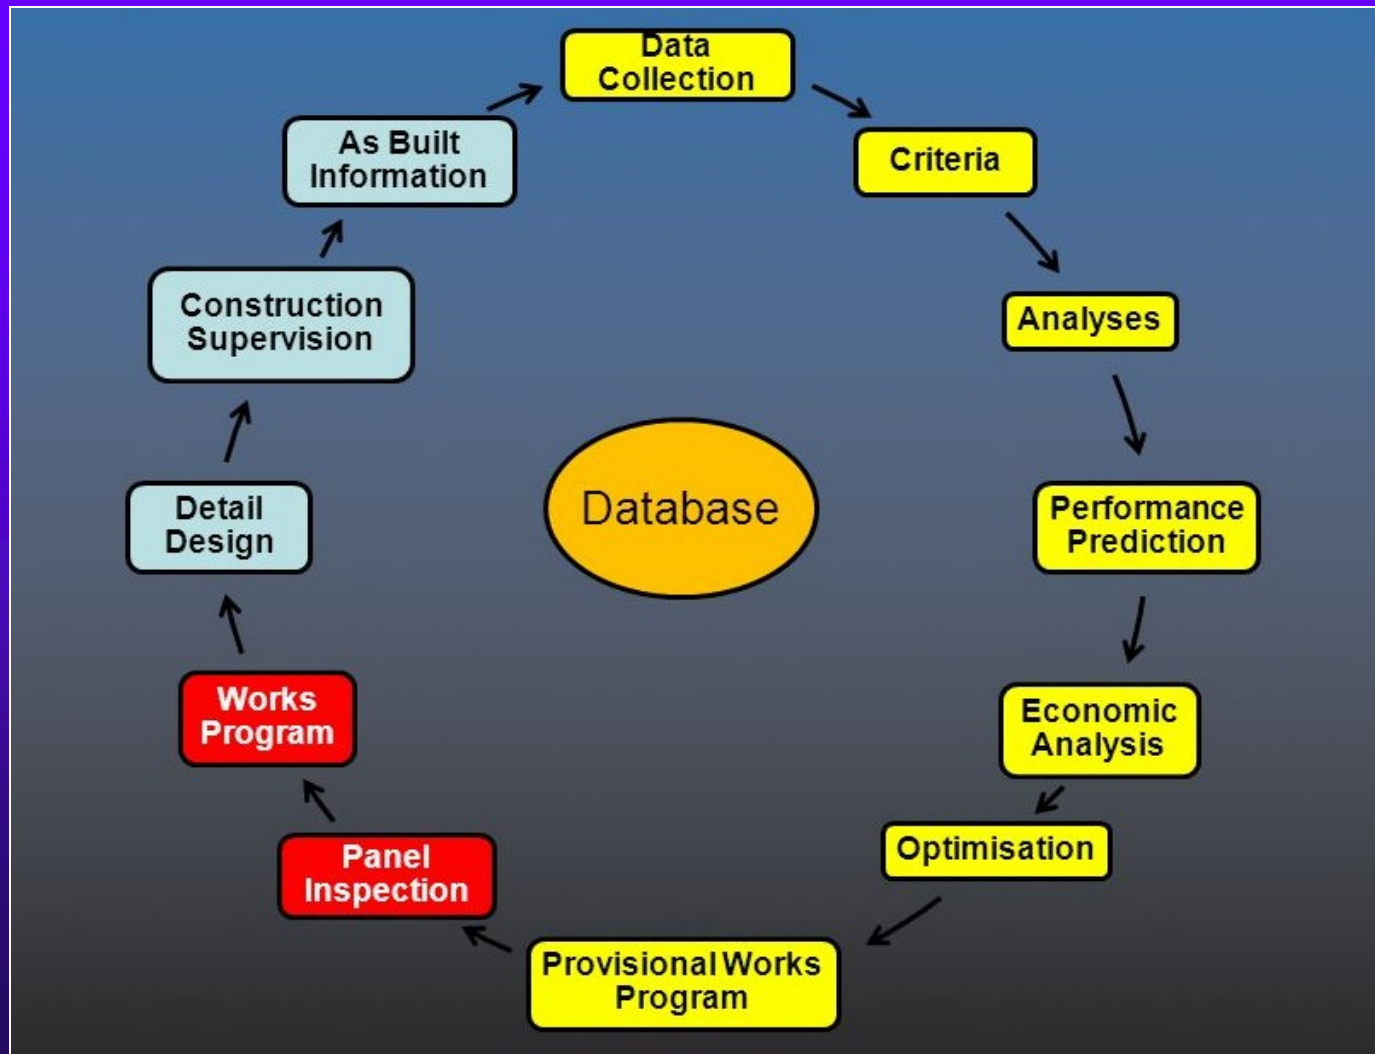 Data
Collection
Criteria
Analyses
Performance
Prediction
Economic
Analysis
Optimisation
Provisional Works
Program
Panel
Inspection
Works
Program
Detail
Design
Construction
Supervision
As Built
Information
Database